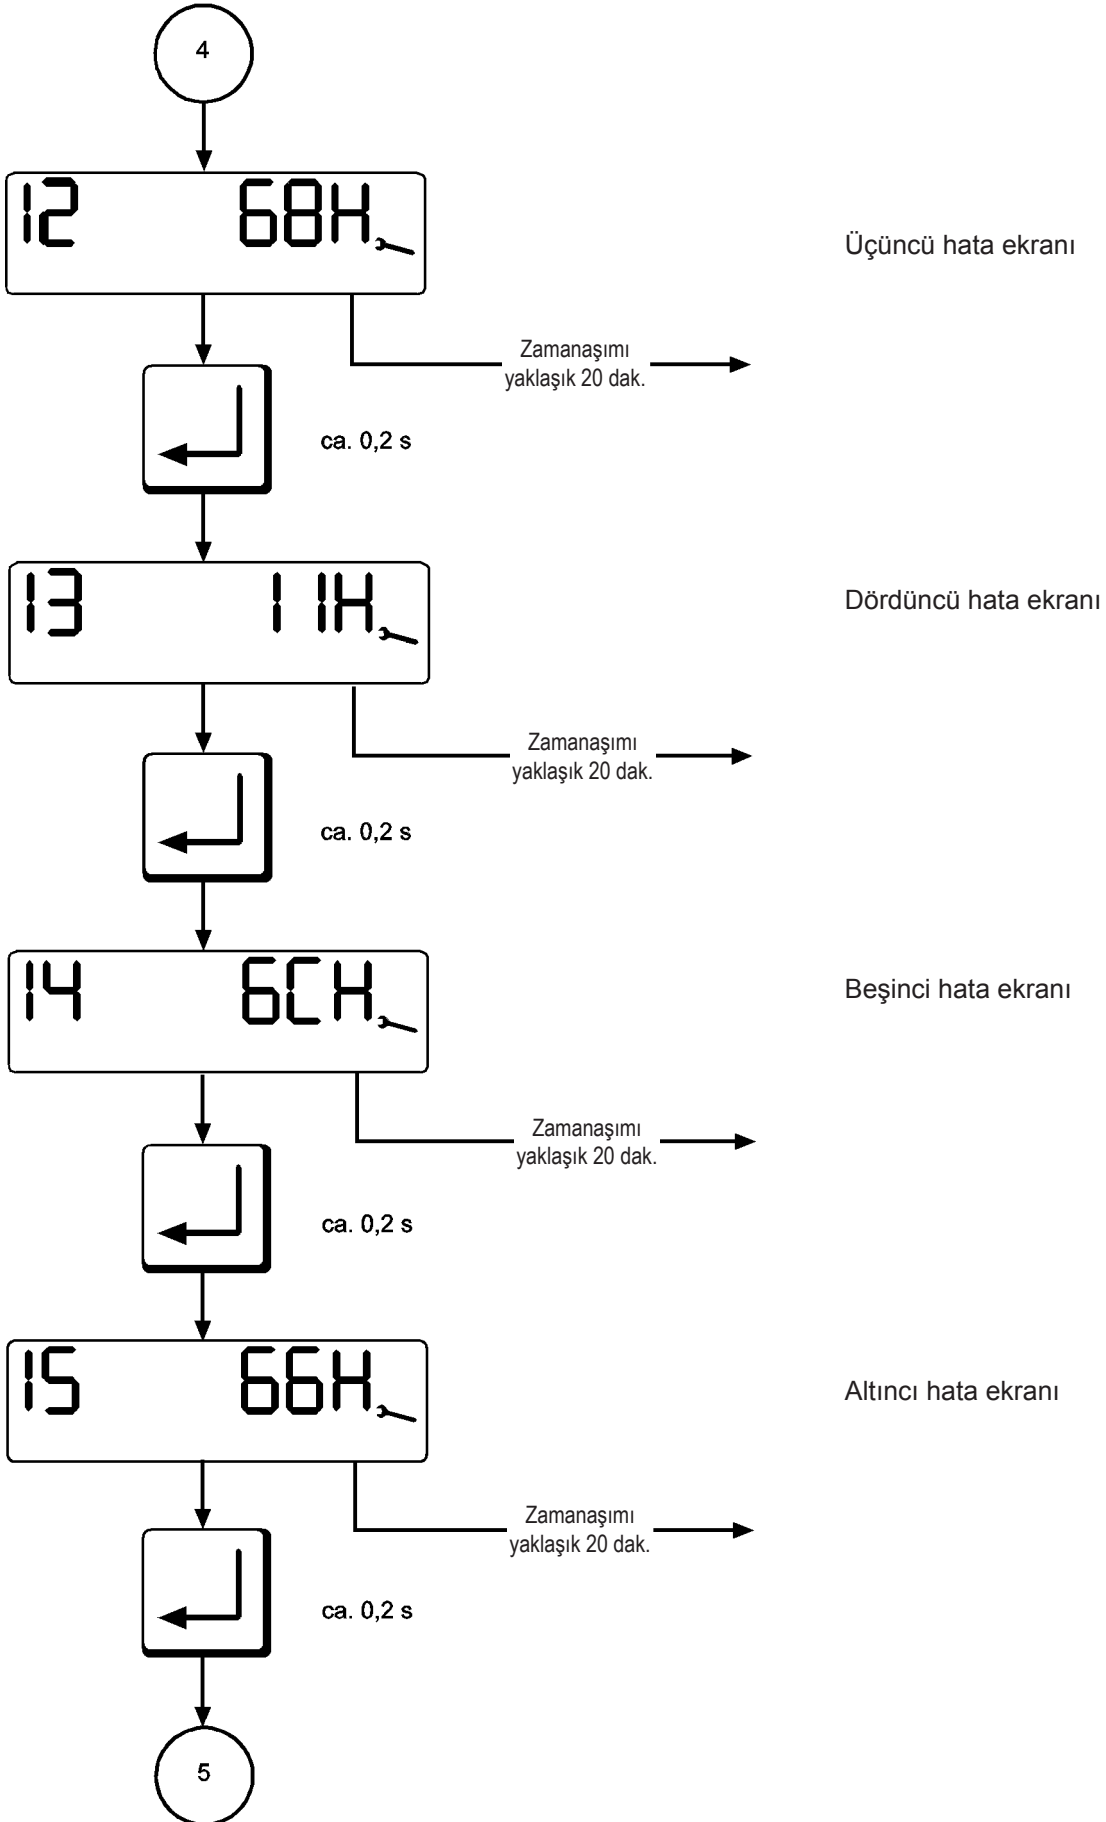 4
12 68H
Üçüncü hata ekranı
Zamanaşımı
yaklaşık 20 dak.
ca. 0,2 s
13 11H
Dördüncü hata ekranı
Zamanaşımı
yaklaşık 20 dak.
ca. 0,2 s
14 6CH
Beşinci hata ekranı
Zamanaşımı
yaklaşık 20 dak.
ca. 0,2 s
15 66H
Altıncı hata ekranı
Zamanaşımı
yaklaşık 20 dak.
ca. 0,2 s
5